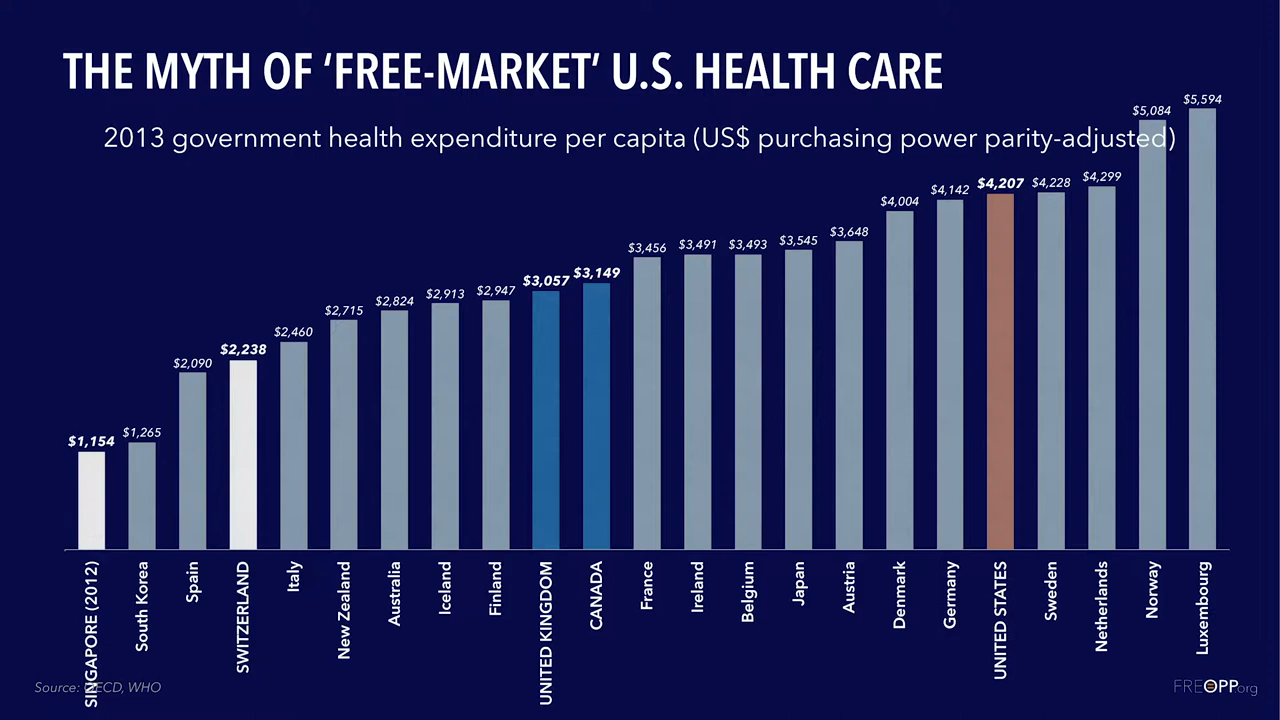 THE MYTH OF ‘FREE-MARKET’ U.S. HEALTH CARE
2013 government health expenditure per capita (US$ purchasing power parity-adjusted)
$1,154
$1,265
$2,090
$2,238
$2,460
$2,715
$2,824
$2,913
$2,947
$3,057
$3,149
$3,456
$3,491
$3,493
$3,545
$3,648
$4,004
$4,142
$4,207
$4,228
$4,299
$5,084
$5,594
SINGAPORE (2012)
South Korea
Spain
SWITZERLAND
Italy
New Zealand
Australia
Iceland
Finland
UNITED KINGDOM
CANADA
France
Ireland
Belgium
Japan
Austria
Denmark
Germany
UNITED STATES
Sweden
Netherlands
Norway
Luxembourg
Source: OECD, WHO
FREOPP.org